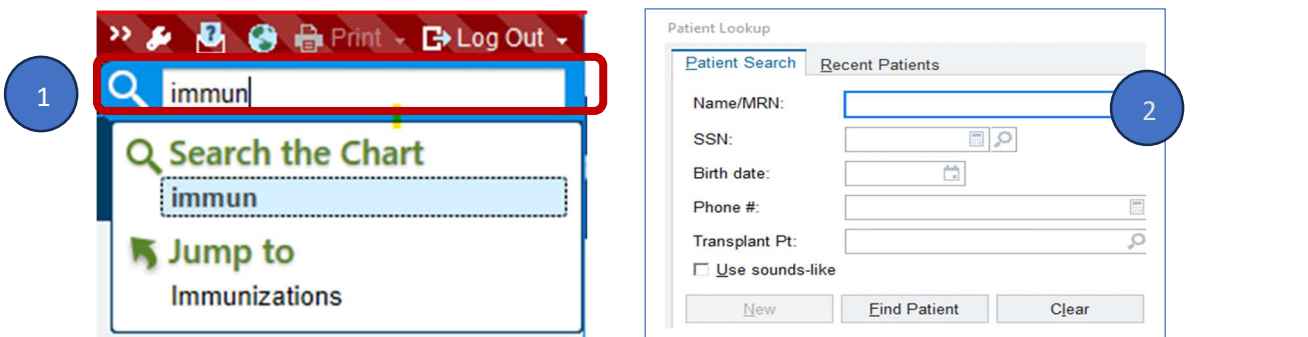 Print Log Out
1
immun
Search the Chart
immun
Jump to
Immunizations
Patient Lookup
Patient Search Recent Patients
Name/MRN:
2
SSN:
Birth date:
Phone #:
Transplant Pt:
Use sounds-like
New Find Patient Clear